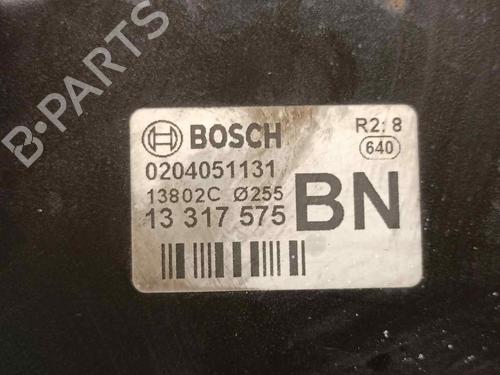 B-PARTS
BOSCH
R2: 8
640
0204051131
13802C Ø255
13 317 575
BN